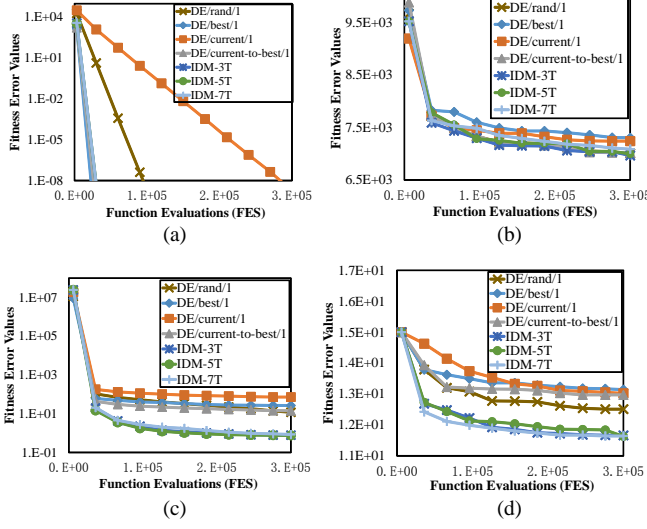 1.E+04
1.E+01
1.E-02
1.E-05
1.E-08
Fitness Error Values
DE/rand/1
DE/best/1
DE/current/1
DE/current-to-best/1
IDM-3T
IDM-5T
IDM-7T
0.E+00
1.E+05
2.E+05
3.E+05
Function Evaluations (FES)
(a)
9.5E+03
8.5E+03
7.5E+03
6.5E+03
Fitness Error Values
DE/rand/1
DE/best/1
DE/current/1
DE/current-to-best/1
IDM-3T
IDM-5T
IDM-7T
0.E+00
1.E+05
2.E+05
3.E+05
Function Evaluations (FES)
(b)
1.E+07
1.E+05
1.E+03
1.E+01
1.E-01
Fitness Error Values
DE/rand/1
DE/best/1
DE/current/1
DE/current-to-best/1
IDM-3T
IDM-5T
IDM-7T
0.E+00
1.E+05
2.E+05
3.E+05
Function Evaluations (FES)
(c)
1.7E+01
1.5E+01
1.3E+01
1.1E+01
Fitness Error Values
DE/rand/1
DE/best/1
DE/current/1
DE/current-to-best/1
IDM-3T
IDM-5T
IDM-7T
0.E+00
1.E+05
2.E+05
3.E+05
Function Evaluations (FES)
(d)